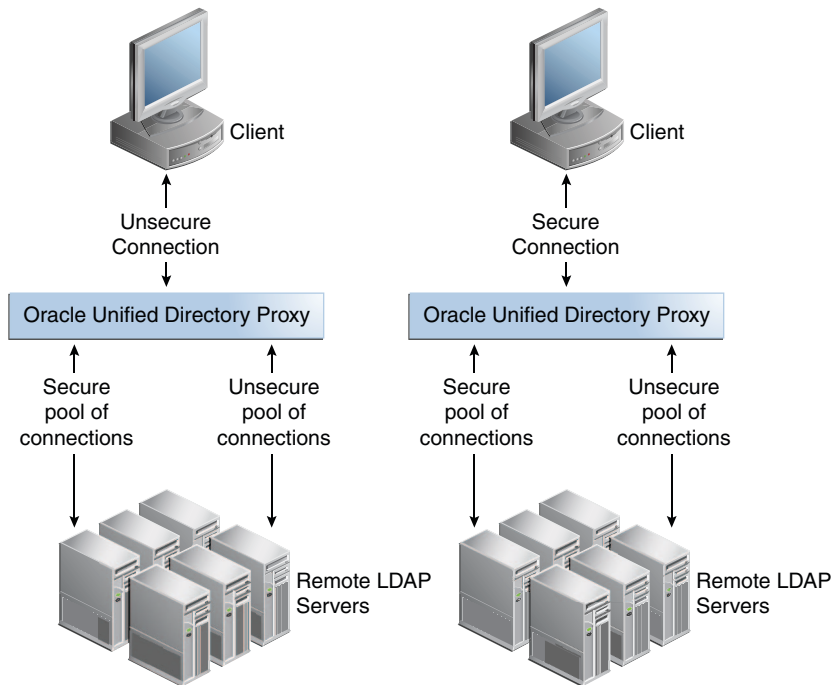 Client
Unsecure
Connection
Oracle Unified Directory Proxy
Secure
pool of
connections
Unsecure
pool of
connections
Remote LDAP
Servers
Client
Secure
Connection
Oracle Unified Directory Proxy
Secure
pool of
connections
Unsecure
pool of
connections
Remote LDAP
Servers